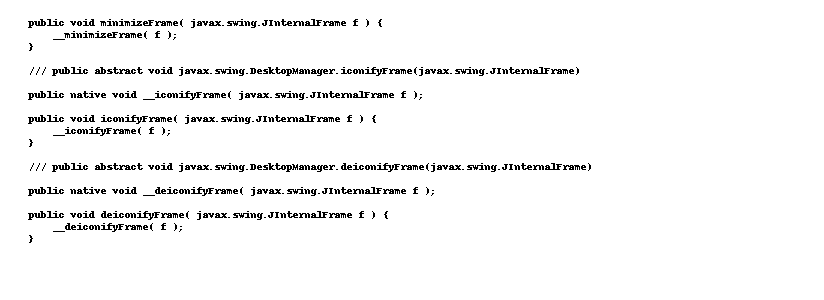 public void minimizeFrame( javax.swing.JInternalFrame f ) {
    __minimizeFrame( f );
}
/// public abstract void javax.swing.DesktopManager.iconifyFrame(javax.swing.JInternalFrame)
public native void __iconifyFrame( javax.swing.JInternalFrame f );
public void iconifyFrame( javax.swing.JInternalFrame f ) {
    __iconifyFrame( f );
}
/// public abstract void javax.swing.DesktopManager.deiconifyFrame(javax.swing.JInternalFrame)
public native void __deiconifyFrame( javax.swing.JInternalFrame f );
public void deiconifyFrame( javax.swing.JInternalFrame f ) {
    __deiconifyFrame( f );
}